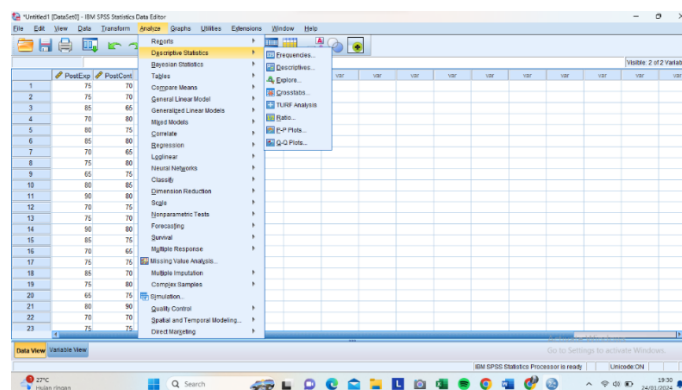 *Untitled1 [DataSet0] - IBM SPSS Statistics Data Editor
File Edit View Data Transform Analyze Graphs Utilities Extensions Window Help
Visible: 2 of 2 Variab
PostExp PostCont var var var var var var var var
1 75 70
2 75 70
3 85 65
4 70 80
5 80 75
6 85 80
7 70 65
8 75 80
9 65 75
10 80 85
11 90 80
12 70 75
13 75 70
14 90 80
15 85 75
16 70 65
17 75 75
18 85 70
19 75 80
20 65 75
21 80 90
22 70 70
23 75 75
Reports
Descriptive Statistics
Bayesian Statistics
Tables
Compare Means
General Linear Model
Generalized Linear Models
Mixed Models
Correlate
Regression
Loglinear
Neural Networks
Classify
Dimension Reduction
Scale
Nonparametric Tests
Forecasting
Survival
Multiple Response
Missing Value Analysis...
Multiple Imputation
Complex Samples
Simulation...
Quality Control
Spatial and Temporal Modeling...
Direct Marketing
Frequencies...
Descriptives...
Explore...
Crosstabs...
TURF Analysis
Ratio...
P-P Plots...
Q-Q Plots...
Data View Variable View
Go to Settings to activate Windows.
IBM SPSS Statistics Processor is ready Unicode:ON
27°C
Hujan ringan
Search
19:30
24/01/2024